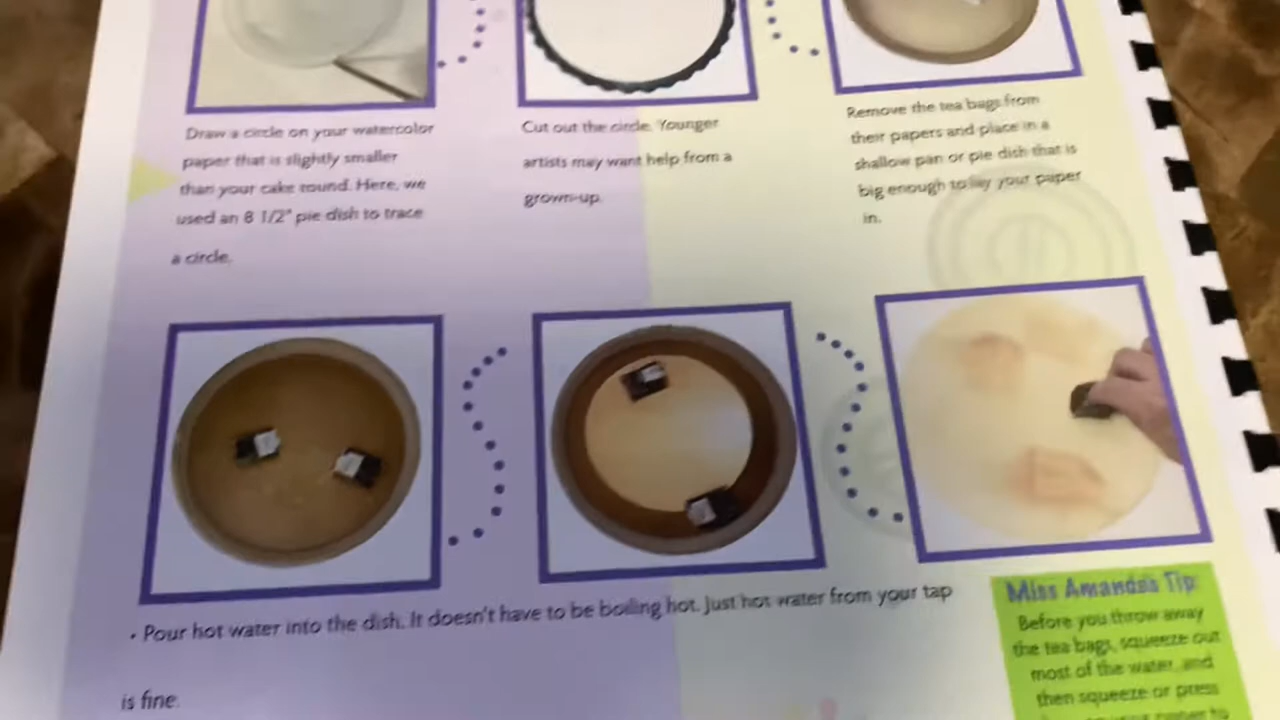 Draw a circle on your watercolor
paper that is slightly smaller
than your cake round. Here, we
used an 8 1/2" pie dish to trace
a circle.
Cut out the circle. Younger
artists may want help from a
grown-up.
Remove the tea bags from
their papers and place in a
shallow pan or pie dish that is
big enough to lay your paper
in.
• Pour hot water into the dish. It doesn't have to be boiling hot. Just hot water from your tap
is fine.
Miss Amanda's Tip:
Before you throw away
the tea bags, squeeze out
most of the water, and
then squeeze or press